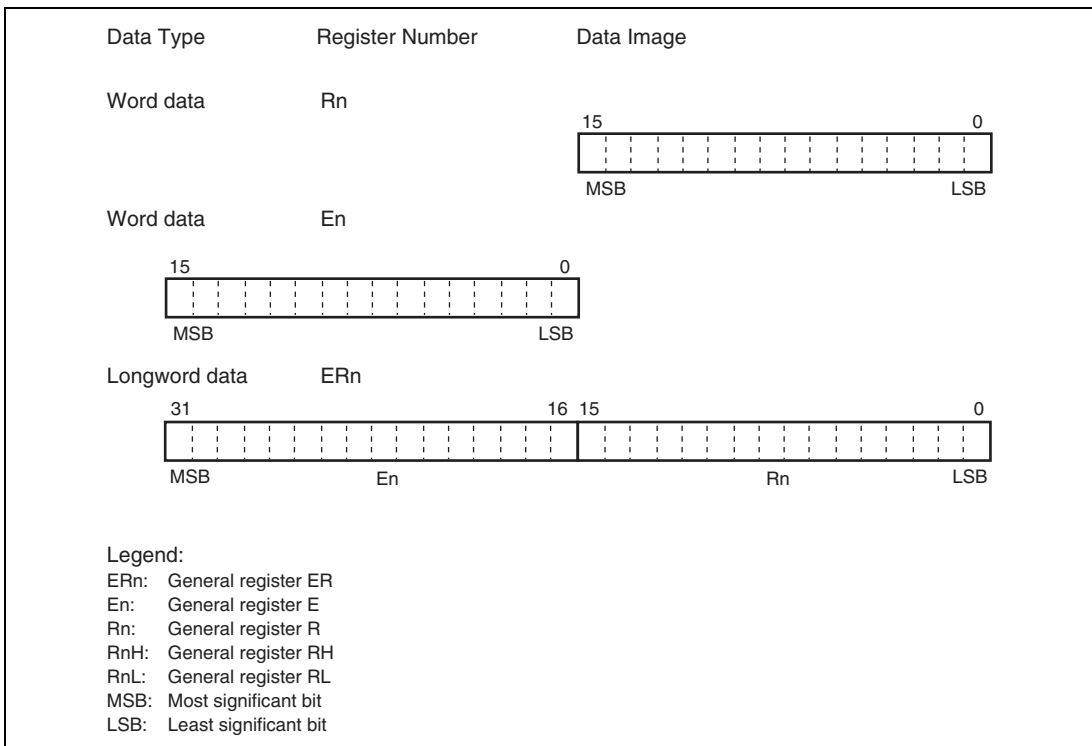 Data Type Register Number Data Image
Word data Rn
15 0
MSB LSB
Word data En
15 0
MSB LSB
Longword data ERn
31 16 15 0
MSB En Rn LSB
Legend:
ERn: General register ER
En: General register E
Rn: General register R
RnH: General register RH
RnL: General register RL
MSB: Most significant bit
LSB: Least significant bit